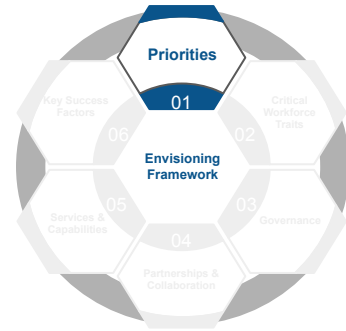 Priorities
01
Key Success
Factors
06
Critical
Workforce
Traits
02
Envisioning
Framework
Services &
Capabilities
05
03
Governance
04
Partnerships &
Collaboration